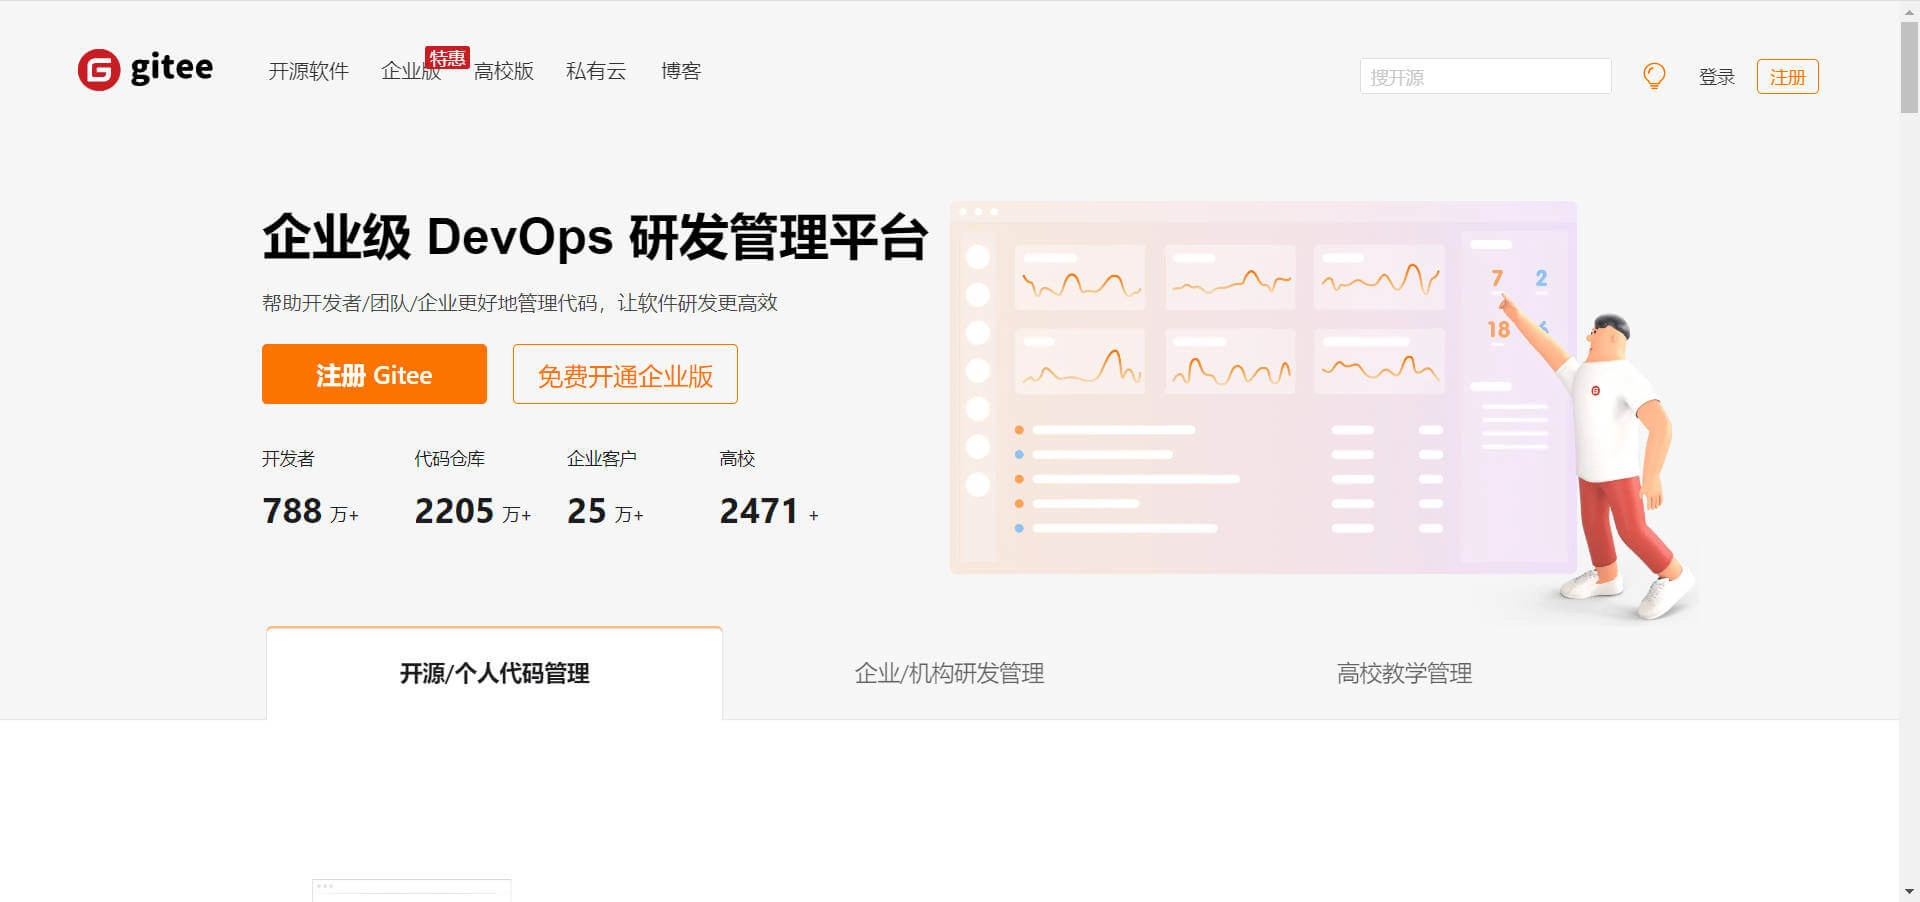 gitee 开源软件 企业版 特惠 高校版 私有云 博客 搜开源 登录 注册
企业级 DevOps 研发管理平台
帮助开发者/团队/企业更好地管理代码，让软件研发更高效
注册 Gitee 免费开通企业版
开发者 代码仓库 企业客户 高校
788 万+ 2205 万+ 25 万+ 2471 +
7 2
18
开源/个人代码管理 企业/机构研发管理 高校教学管理